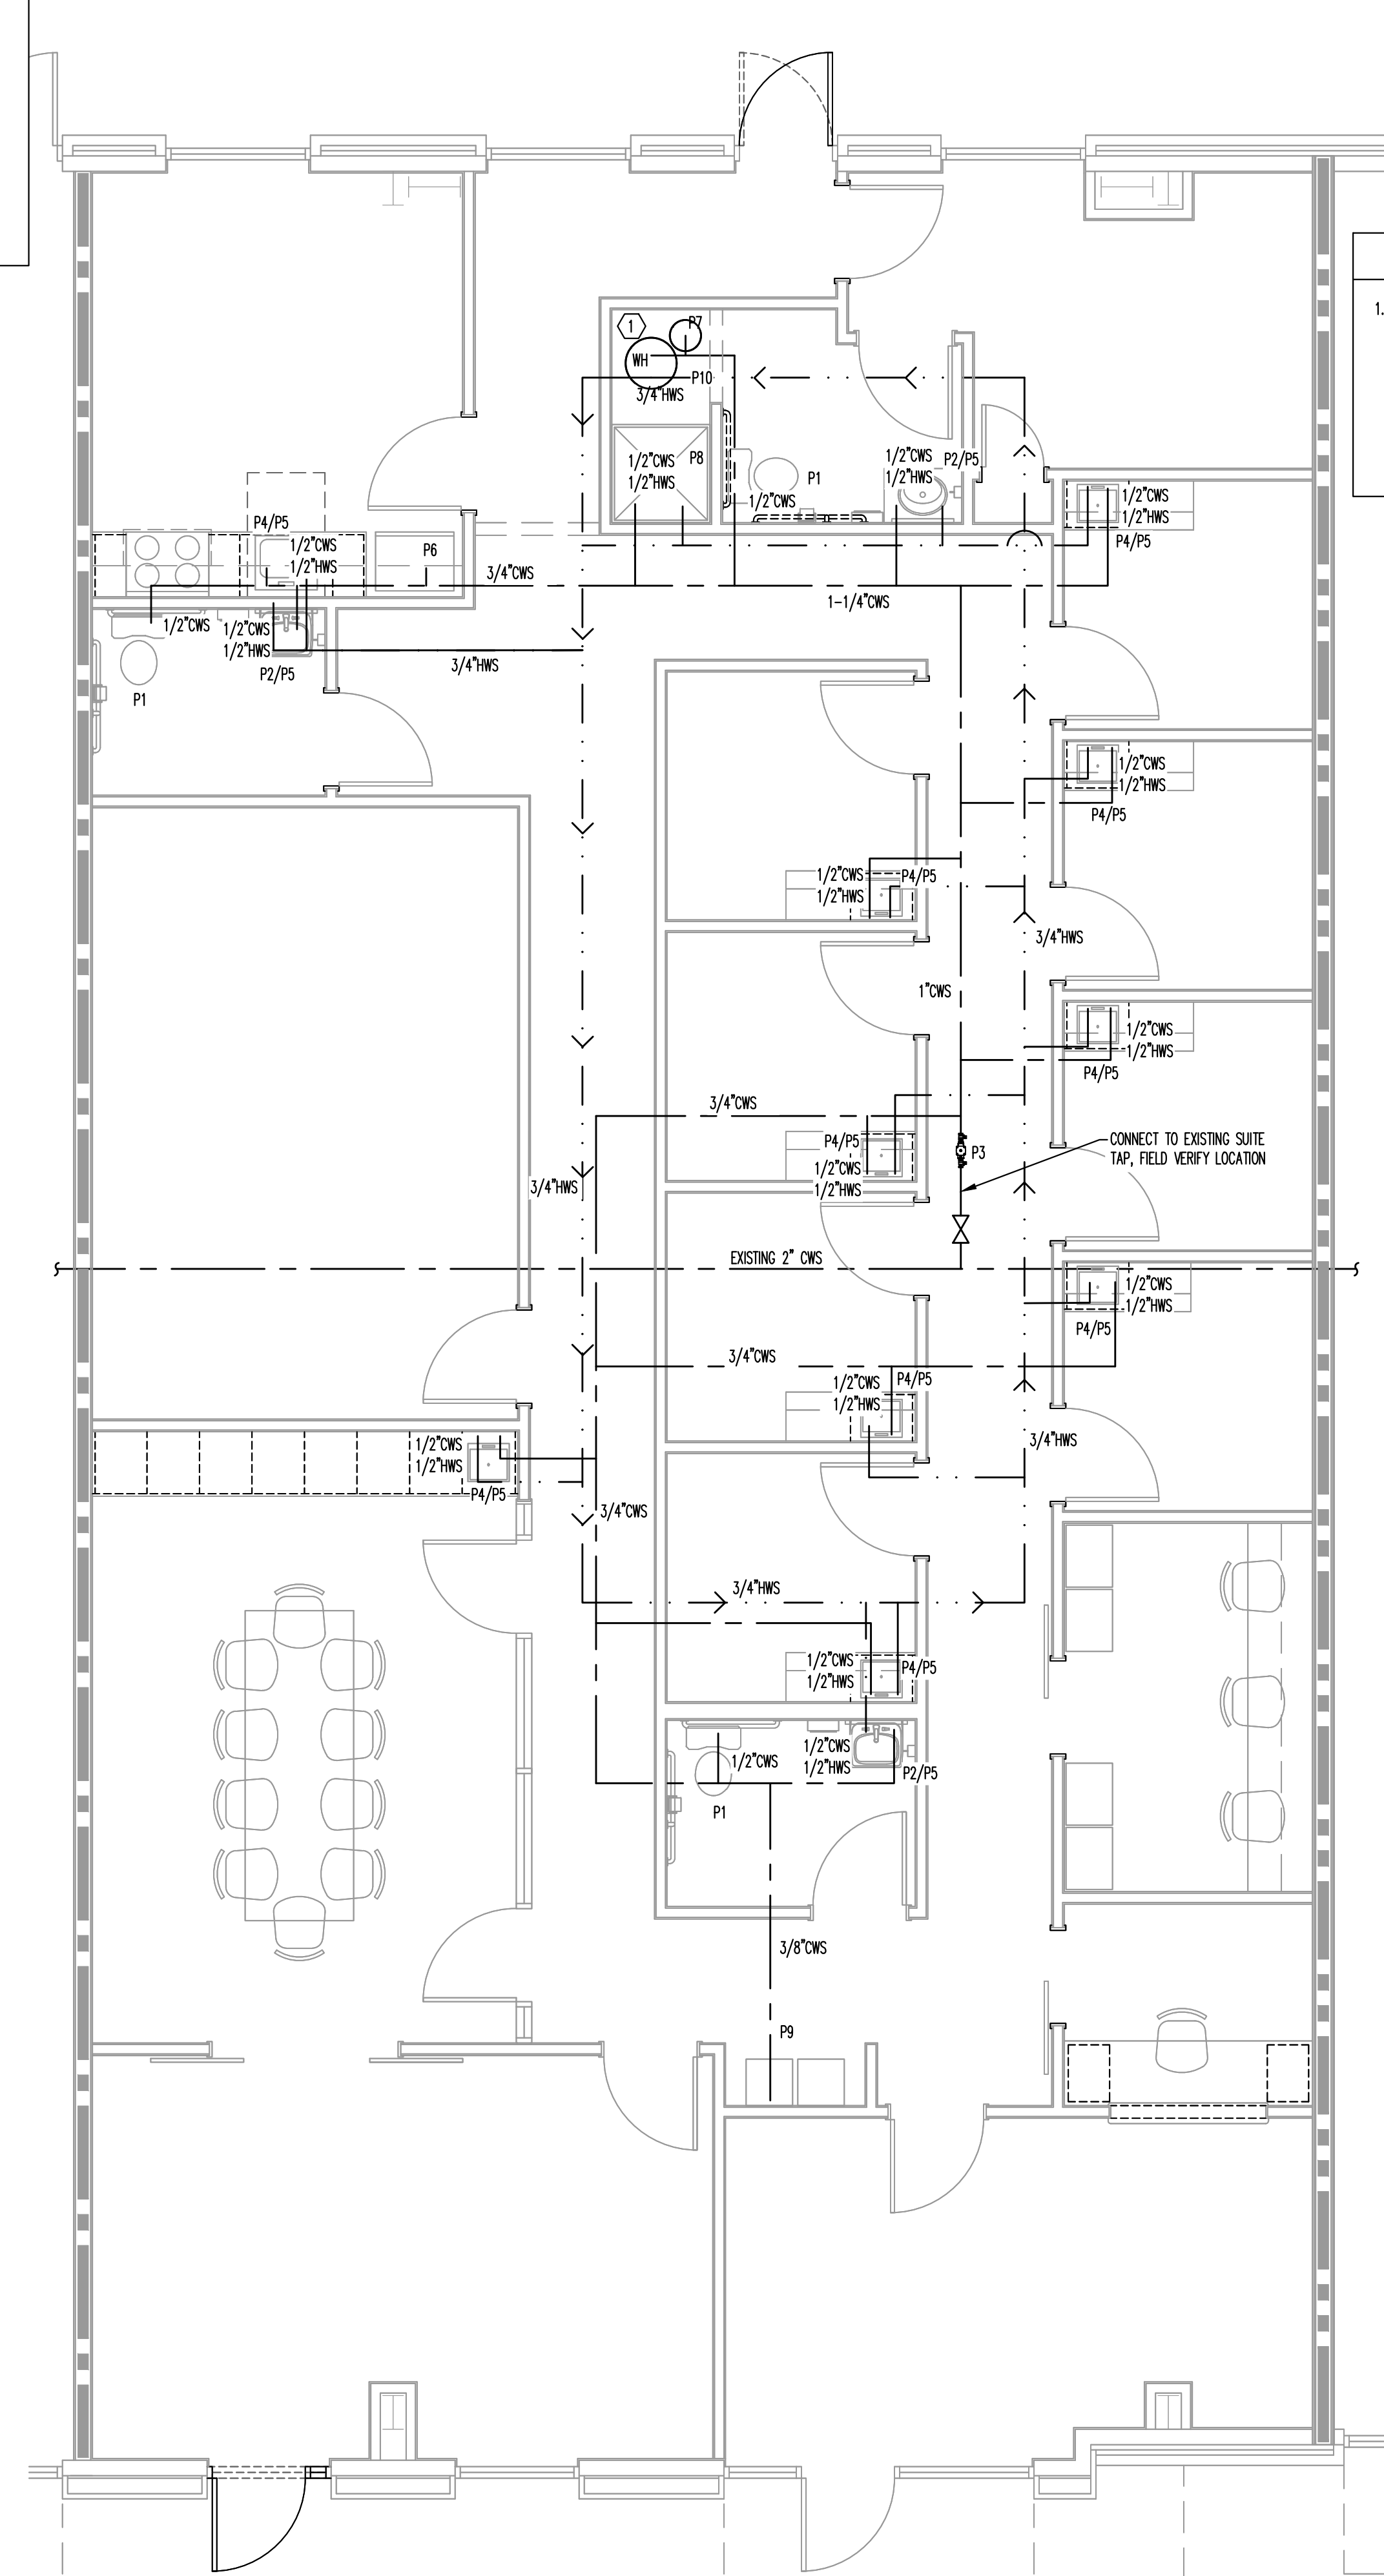 1
P7
WH
P10
3/4"HWS
1.
1/2"CWS
1/2"HWS
P8
P1
1/2"CWS
1/2"CWS
1/2"HWS
P2/P5
1/2"CWS
1/2"HWS
P4/P5
P4/P5
1/2"CWS
1/2"HWS
P6
3/4"CWS
1-1/4"CWS
1/2"CWS
1/2"CWS
1/2"HWS
P2/P5
3/4"HWS
P1
1/2"CWS
1/2"HWS
P4/P5
1/2"CWS
1/2"HWS
P4/P5
3/4"HWS
1"CWS
1/2"CWS
1/2"HWS
P4/P5
3/4"CWS
P4/P5
1/2"CWS
1/2"HWS
P3
CONNECT TO EXISTING SUITE
TAP, FIELD VERIFY LOCATION
3/4"HWS
EXISTING 2" CWS
1/2"CWS
1/2"HWS
P4/P5
3/4"CWS
1/2"CWS
1/2"HWS
P4/P5
3/4"HWS
1/2"CWS
1/2"HWS
P4/P5
3/4"CWS
3/4"HWS
1/2"CWS
1/2"HWS
P4/P5
1/2"CWS
1/2"CWS
1/2"HWS
P2/P5
P1
3/8"CWS
P9